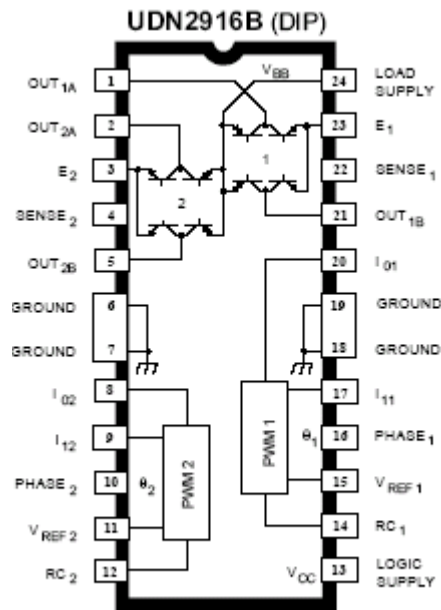 UDN2916B (DIP)
OUT1A 1
OUT2A 2
E2 3
SENSE2 4
OUT2B 5
GROUND 6
GROUND 7
I02 8
I12 9
PHASE2 10
VREF2 11
RC2 12
VBB
1
2
θ1
θ2
PWM 1
PWM 2
VCC
24 LOAD
SUPPLY
23 E1
22 SENSE1
21 OUT1B
20 I01
19 GROUND
18 GROUND
17 I11
16 PHASE1
15 VREF1
14 RC1
13 LOGIC
SUPPLY